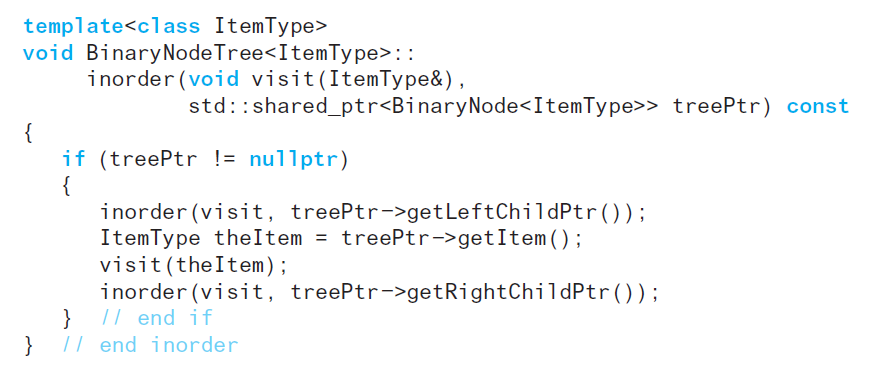 template<class ItemType>
void BinaryNodeTree<ItemType>::
inorder(void visit(ItemType&),
std::shared_ptr<BinaryNode<ItemType>> treePtr) const
{
if (treePtr != nullptr)
{
inorder(visit, treePtr->getLeftChildPtr());
ItemType theItem = treePtr->getItem();
visit(theItem);
inorder(visit, treePtr->getRightChildPtr());
} // end if
} // end inorder